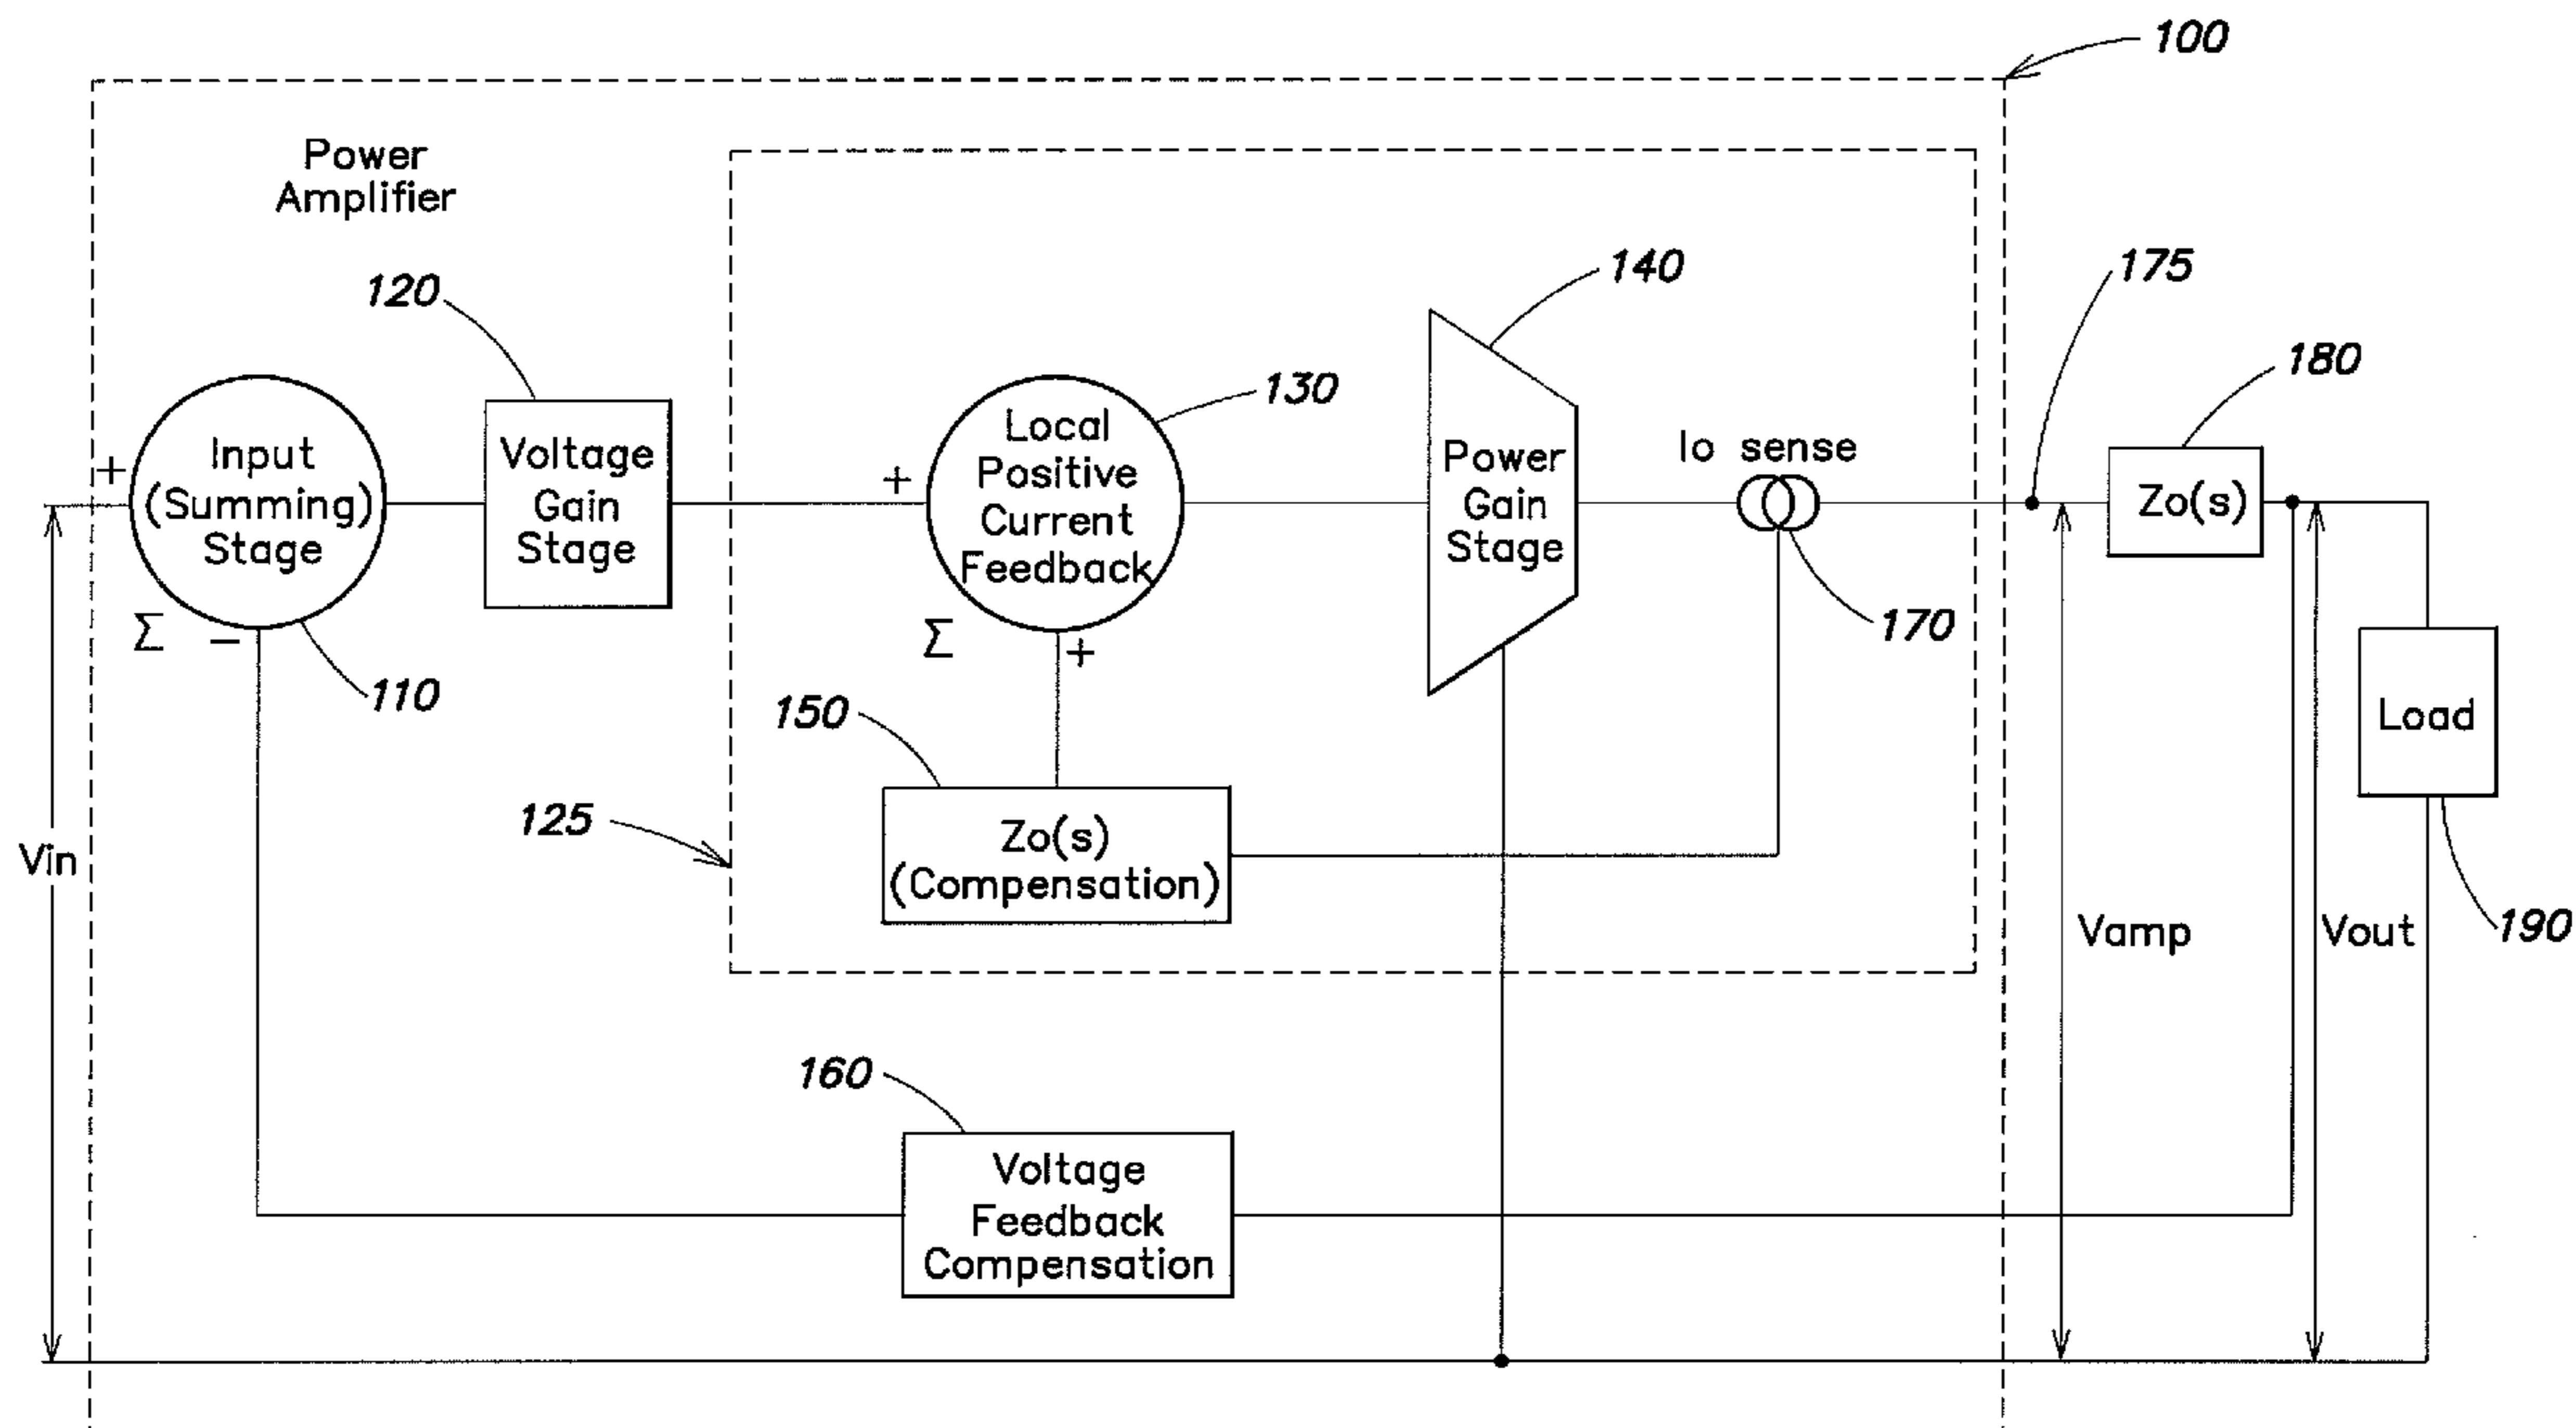 100
Power
Amplifier
120
140
175
180
130
Input
(Summing)
Stage
+
Σ
−
110
Voltage
Gain
Stage
+
Local
Positive
Current
Feedback
Σ
+
Power
Gain
Stage
Io sense
170
Zo(s)
Load
190
150
125
Zo(s)
(Compensation)
Vin
Vamp
Vout
160
Voltage
Feedback
Compensation